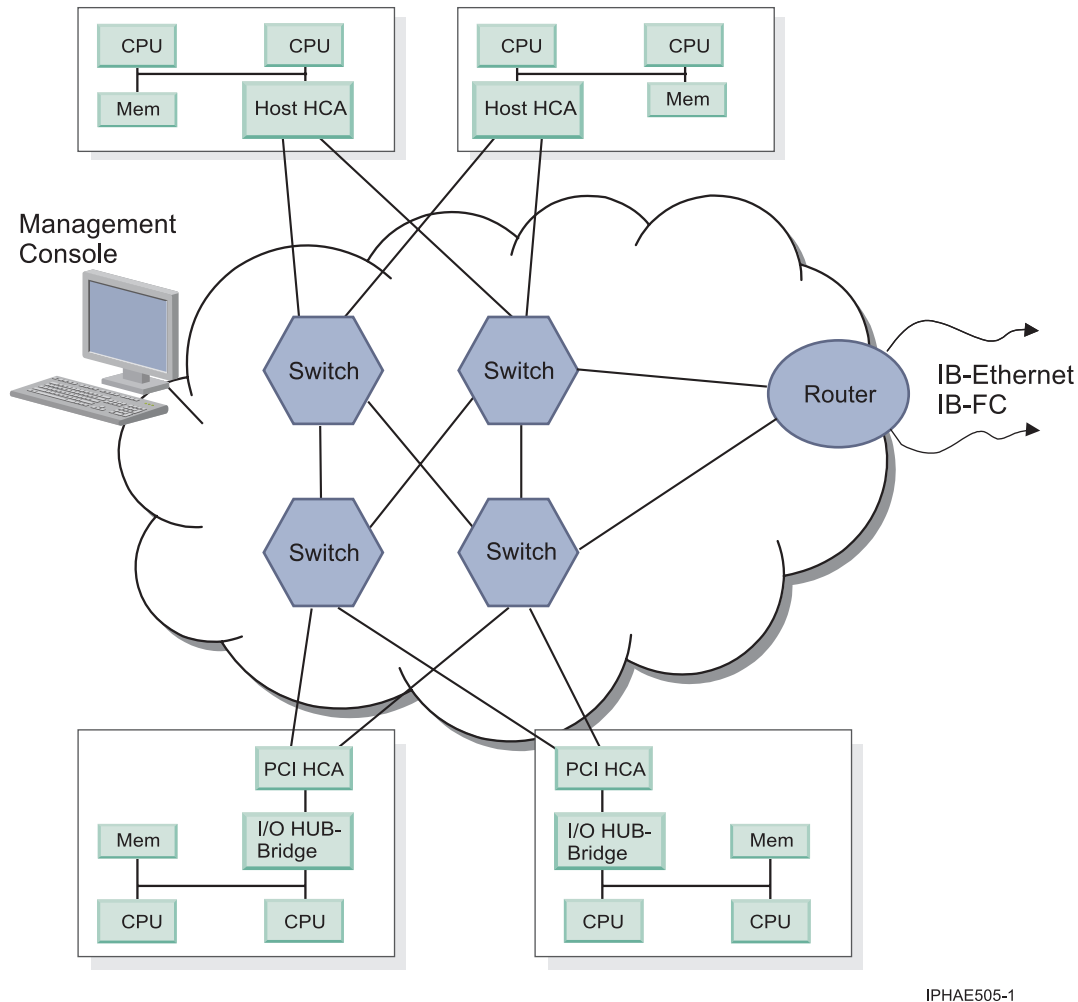 CPU
CPU
Mem
Host HCA
CPU
CPU
Host HCA
Mem
Management
Console
Switch
Switch
Router
IB-Ethernet
IB-FC
Switch
Switch
PCI HCA
I/O HUB-
Bridge
Mem
CPU
CPU
PCI HCA
I/O HUB-
Bridge
Mem
CPU
CPU
IPHAE505-1